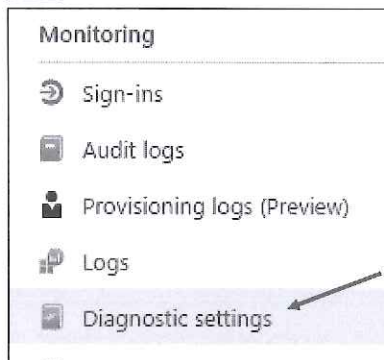 Monitoring
Sign-ins
Audit logs
Provisioning logs (Preview)
Logs
Diagnostic settings